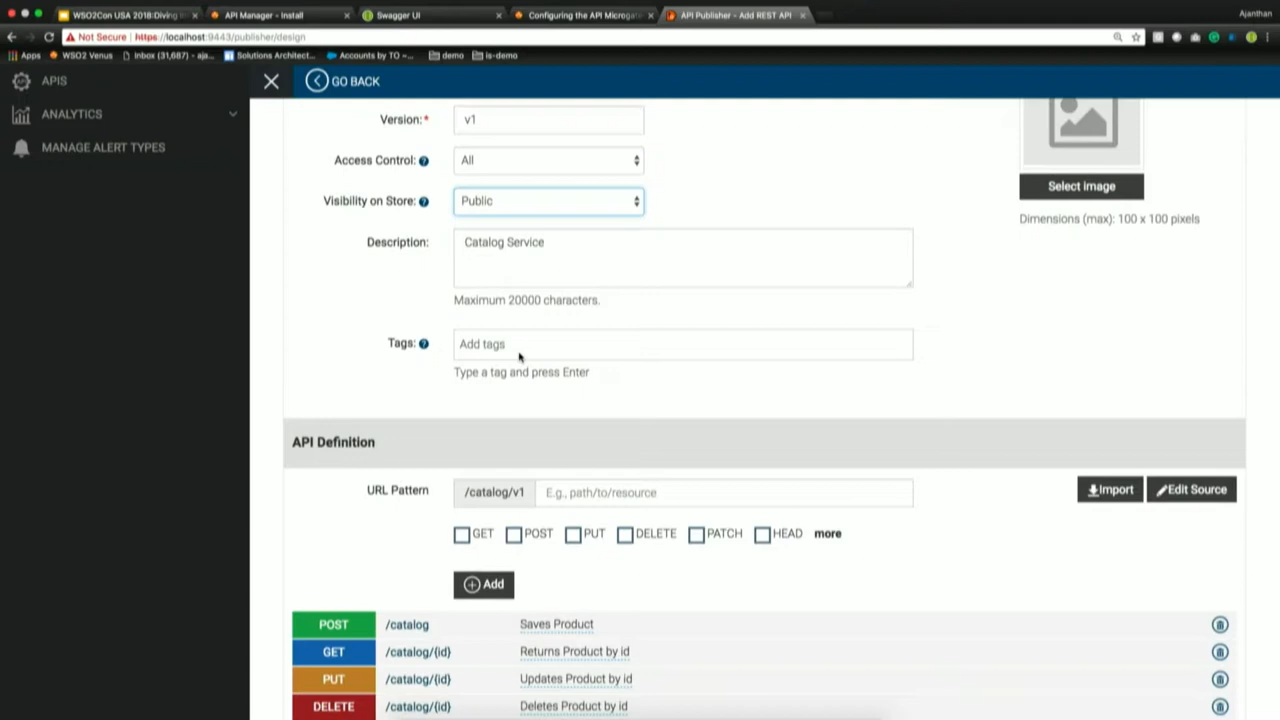 WSO2Con USA 2018:Diving
API Manager - Install
Swagger UI
Configuring the API Microgate
API Publisher - Add REST API
Ajanthan
Not Secure
https://localhost:9443/publisher/design
Apps
WSO2 Venus
Inbox (31,687) - aja...
Solutions Architect...
Accounts by TO -...
demo
is-demo
APIS
GO BACK
ANALYTICS
MANAGE ALERT TYPES
Version:* v1
Access Control: All
Select image
Visibility on Store: Public
Dimensions (max): 100 x 100 pixels
Description: Catalog Service
Maximum 20000 characters.
Tags: Add tags
Type a tag and press Enter
API Definition
URL Pattern /catalog/v1 E.g., path/to/resource Import Edit Source
GET POST PUT DELETE PATCH HEAD more
Add
POST /catalog Saves Product
GET /catalog/{id} Returns Product by id
PUT /catalog/{id} Updates Product by id
DELETE /catalog/{id} Deletes Product by id